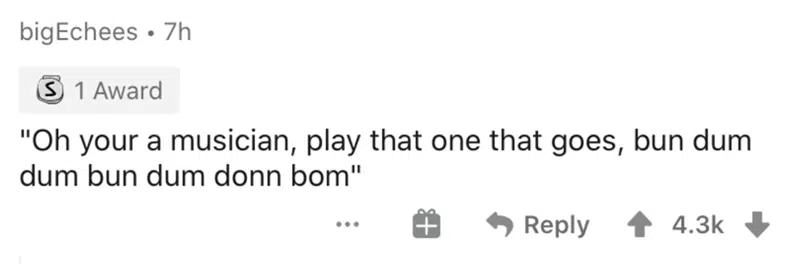 bigEchees • 7h
S 1 Award
"Oh your a musician, play that one that goes, bun dum
dum bun dum donn bom"
... Reply 4.3k